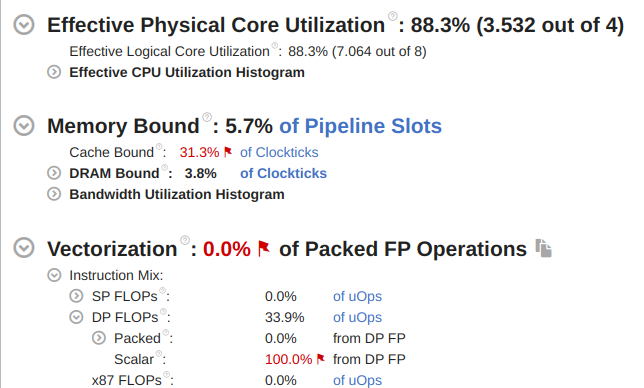 Effective Physical Core Utilization : 88.3% (3.532 out of 4)
Effective Logical Core Utilization : 88.3% (7.064 out of 8)
Effective CPU Utilization Histogram
Memory Bound : 5.7% of Pipeline Slots
Cache Bound : 31.3% of Clockticks
DRAM Bound : 3.8% of Clockticks
Bandwidth Utilization Histogram
Vectorization : 0.0% of Packed FP Operations
Instruction Mix:
SP FLOPs : 0.0% of uOps
DP FLOPs : 33.9% of uOps
Packed : 0.0% from DP FP
Scalar : 100.0% from DP FP
x87 FLOPs : 0.0% of uOps